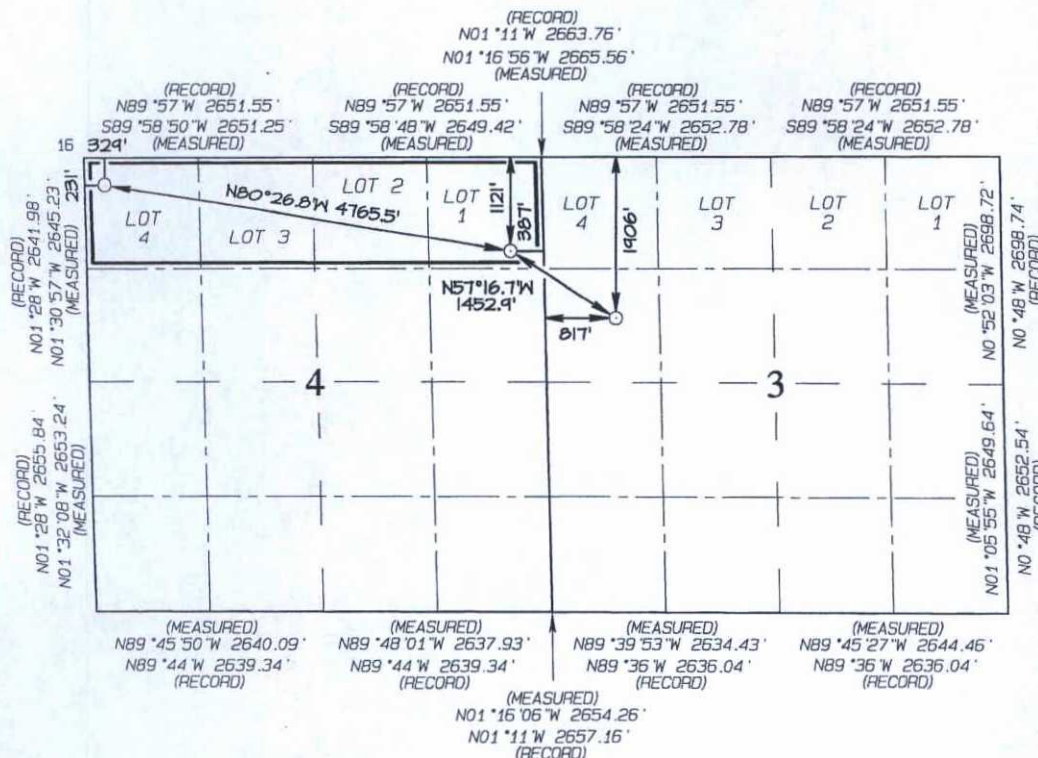 (RECORD)
N01°11'W 2663.76'
N01°16'56"W 2665.56'
(MEASURED)
(RECORD)
N89°57'W 2651.55'
S89°58'50"W 2651.25'
(MEASURED)
(RECORD)
N89°57'W 2651.55'
S89°58'48"W 2649.42'
(MEASURED)
(RECORD)
N89°57'W 2651.55'
S89°58'24"W 2652.78'
(MEASURED)
(RECORD)
N89°57'W 2651.55'
S89°58'24"W 2652.78'
(MEASURED)
16
329'
231'
N80°26.8'W 4765.5'
LOT 4
LOT 3
LOT 2
LOT 1
1121'
387'
LOT 4
LOT 3
LOT 2
LOT 1
1906'
N57°16.7'W
1452.9'
817'
(RECORD)
N01°28'W 2641.98'
N01°30'57"W 2645.23'
(MEASURED)
(MEASURED)
N0°52'03"W 2698.72'
N0°48'W 2698.74'
(RECORD)
4
3
(RECORD)
N01°28'W 2655.84'
N01°32'08"W 2653.24'
(MEASURED)
(MEASURED)
N01°05'55"W 2649.64'
N0°48'W 2652.54'
(RECORD)
(MEASURED)
N89°45'50"W 2640.09'
N89°44'W 2639.34'
(RECORD)
(MEASURED)
N89°48'01"W 2637.93'
N89°44'W 2639.34'
(RECORD)
(MEASURED)
N89°39'53"W 2634.43'
N89°36'W 2636.04'
(RECORD)
(MEASURED)
N89°45'27"W 2644.46'
N89°36'W 2636.04'
(RECORD)
(MEASURED)
N01°16'06"W 2654.26'
N01°11'W 2657.16'
(RECORD)